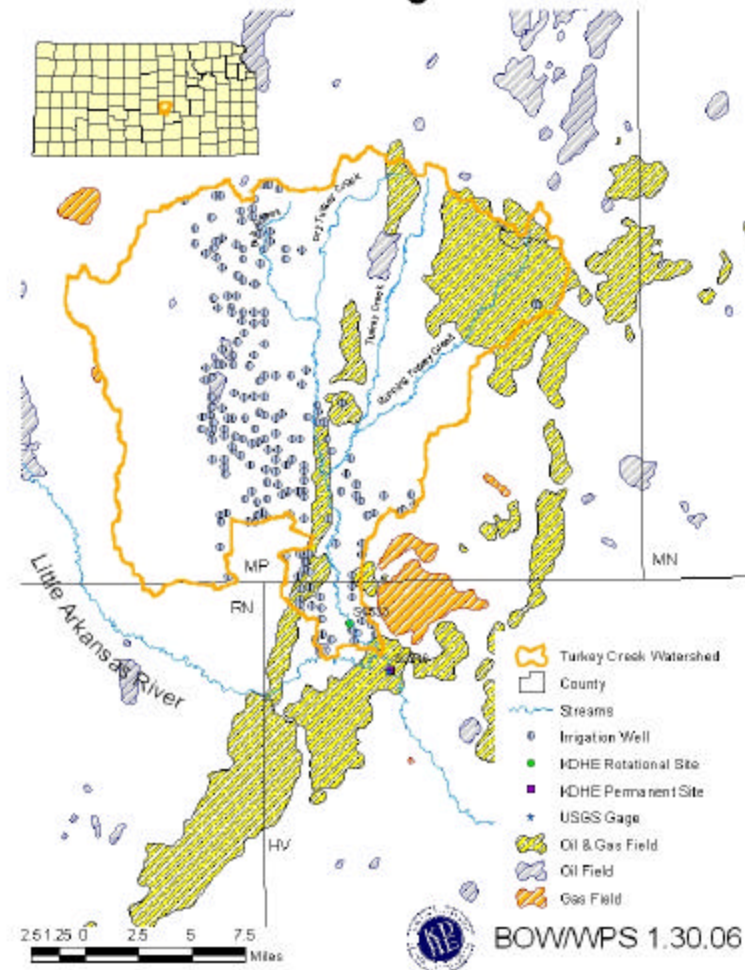 Dry Turkey Creek
Turkey Creek
Running Turkey Creek
Little Arkansas River
MP
MN
RN
HV
Turkey Creek Watershed
County
Streams
Irrigation Well
KDHE Rotational Site
KDHE Permanent Site
USGS Gage
Oil & Gas Field
Oil Field
Gas Field
2.5 1.25 0 2.5 5 7.5
Miles
BOW/WPS 1.30.06